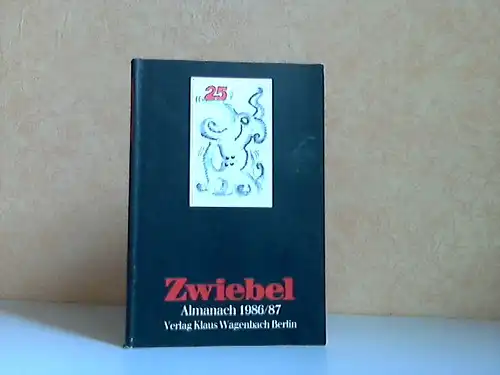 25
Zwiebel
Almanach 1986/87
Verlag Klaus Wagenbach Berlin